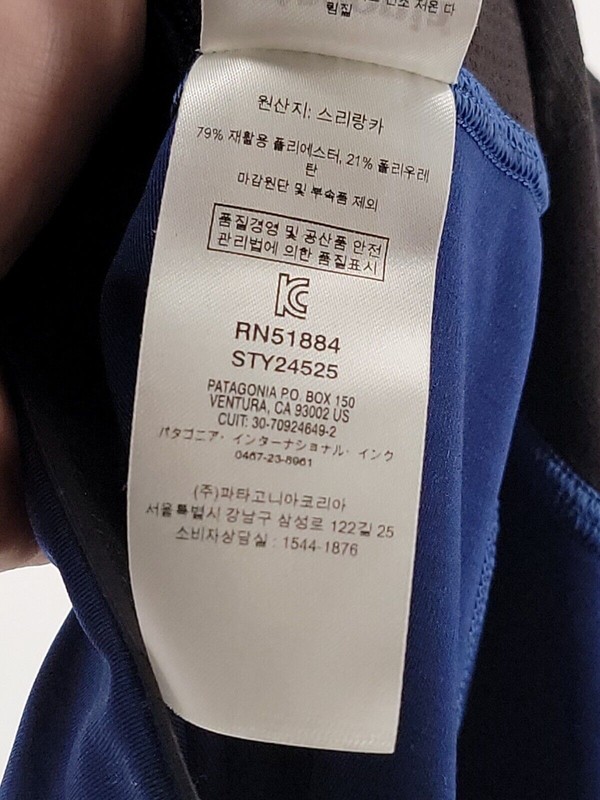 저온 다
림질
원산지: 스리랑카
79% 재활용 폴리에스터, 21% 폴리우레
탄
마감원단 및 부속품 제외
품질경영 및 공산품 안전
관리법에 의한 품질표시
RN51884
STY24525
PATAGONIA P.O. BOX 150
VENTURA, CA 93002 US
CUIT: 30-70924649-2
パタゴニア・インターナショナル・インク
0467-23-8961
(주)파타고니아코리아
서울특별시 강남구 삼성로 122길 25
소비자상담실 : 1544-1876